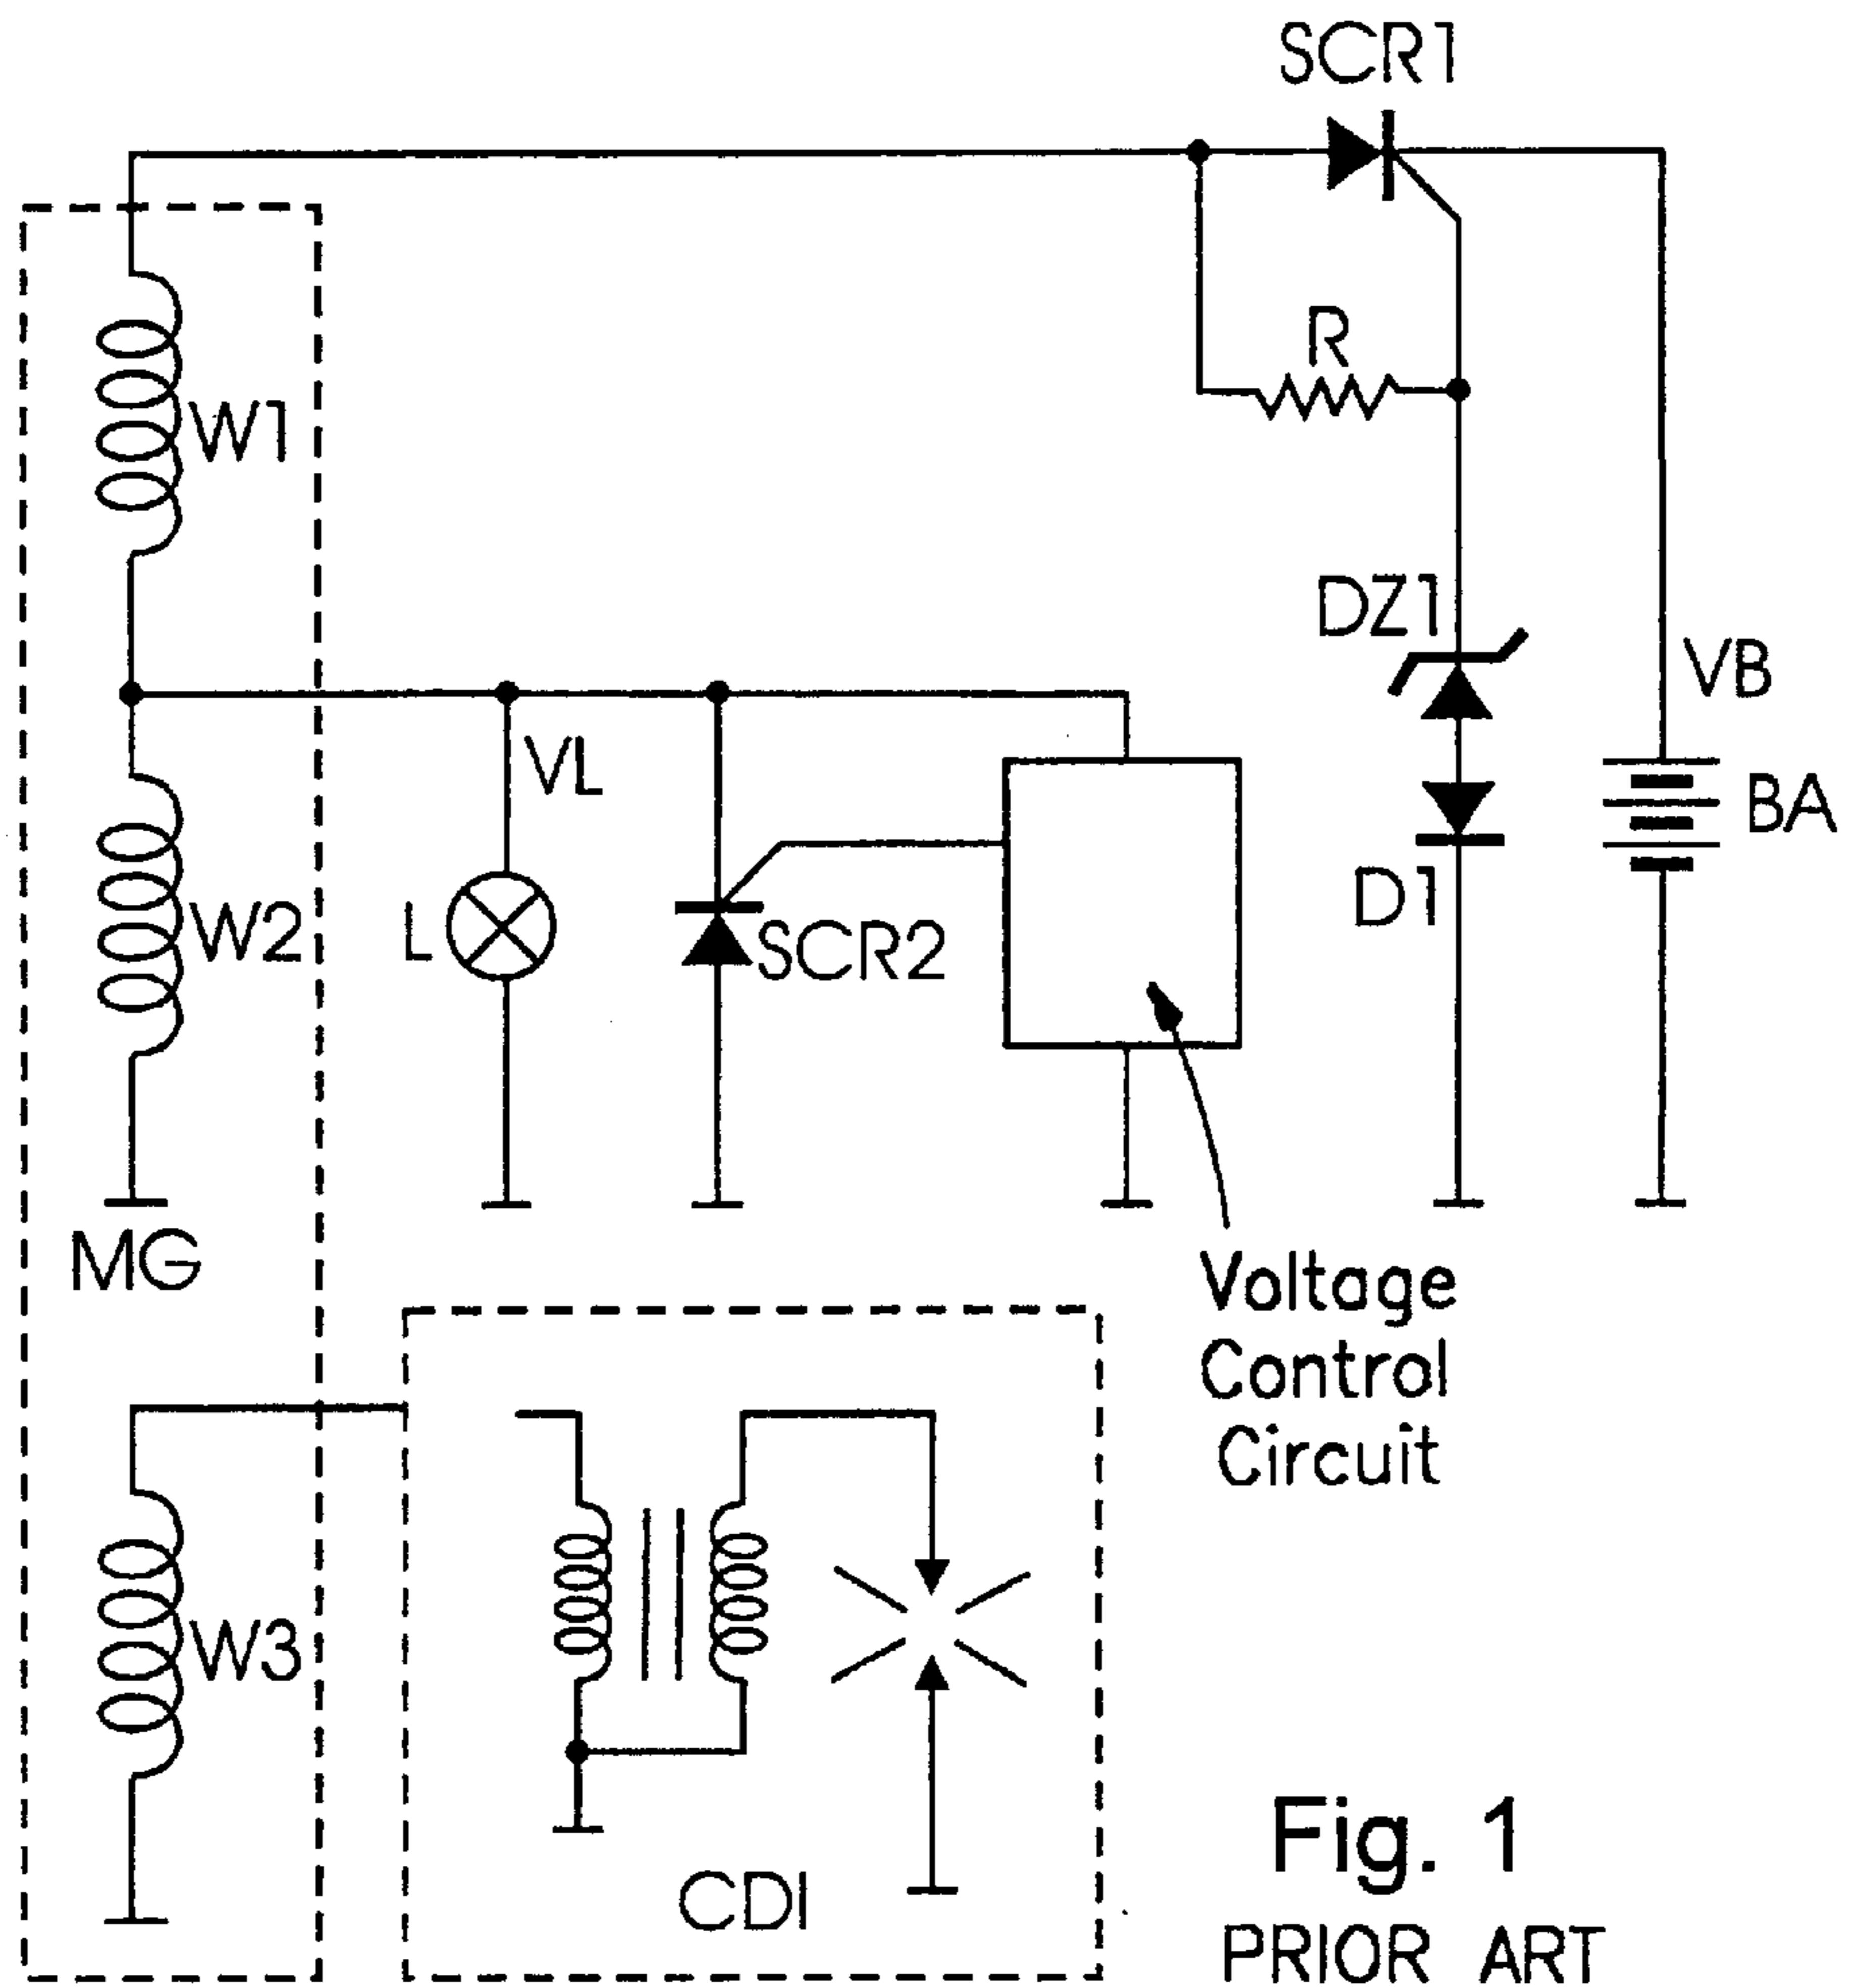 SCR1
R
W1
DZ1
VB
VL
BA
D1
W2
L
SCR2
MG
Voltage
Control
Circuit
W3
CDI
Fig. 1
PRIOR ART